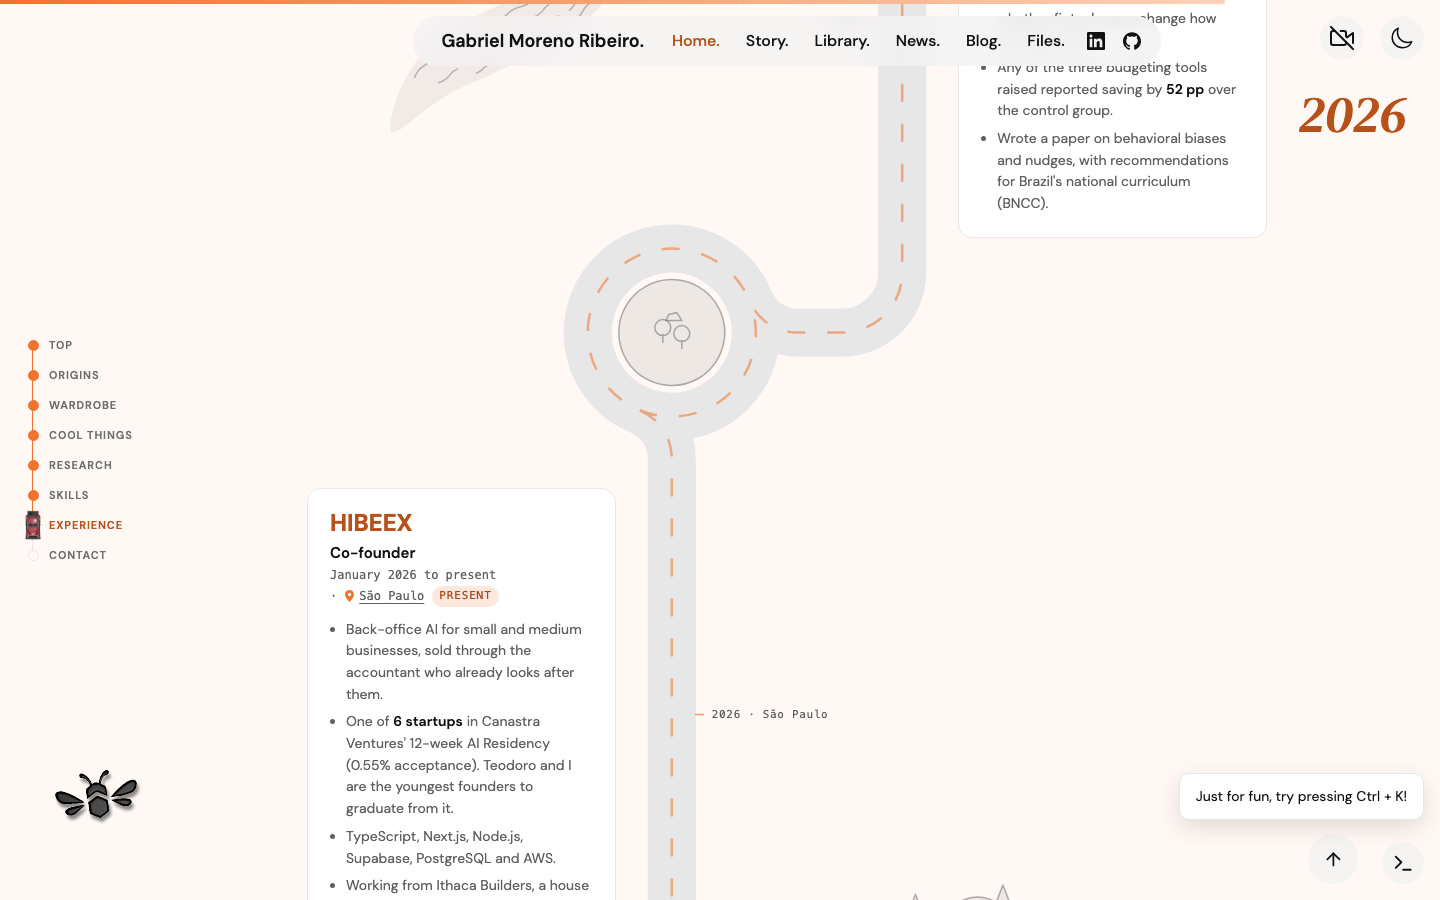 change how
Gabriel Moreno Ribeiro. Home. Story. Library. News. Blog. Files.
Any of the three budgeting tools
raised reported saving by 52 pp over
the control group.
Wrote a paper on behavioral biases
and nudges, with recommendations
for Brazil's national curriculum
(BNCC).
2026
TOP
ORIGINS
WARDROBE
COOL THINGS
RESEARCH
SKILLS
EXPERIENCE
CONTACT
HIBEEX
Co-founder
January 2026 to present
· São Paulo PRESENT
Back-office AI for small and medium
businesses, sold through the
accountant who already looks after
them.
One of 6 startups in Canastra
Ventures' 12-week AI Residency
(0.55% acceptance). Teodoro and I
are the youngest founders to
graduate from it.
TypeScript, Next.js, Node.js,
Supabase, PostgreSQL and AWS.
Working from Ithaca Builders, a house
2026 · São Paulo
Just for fun, try pressing Ctrl + K!